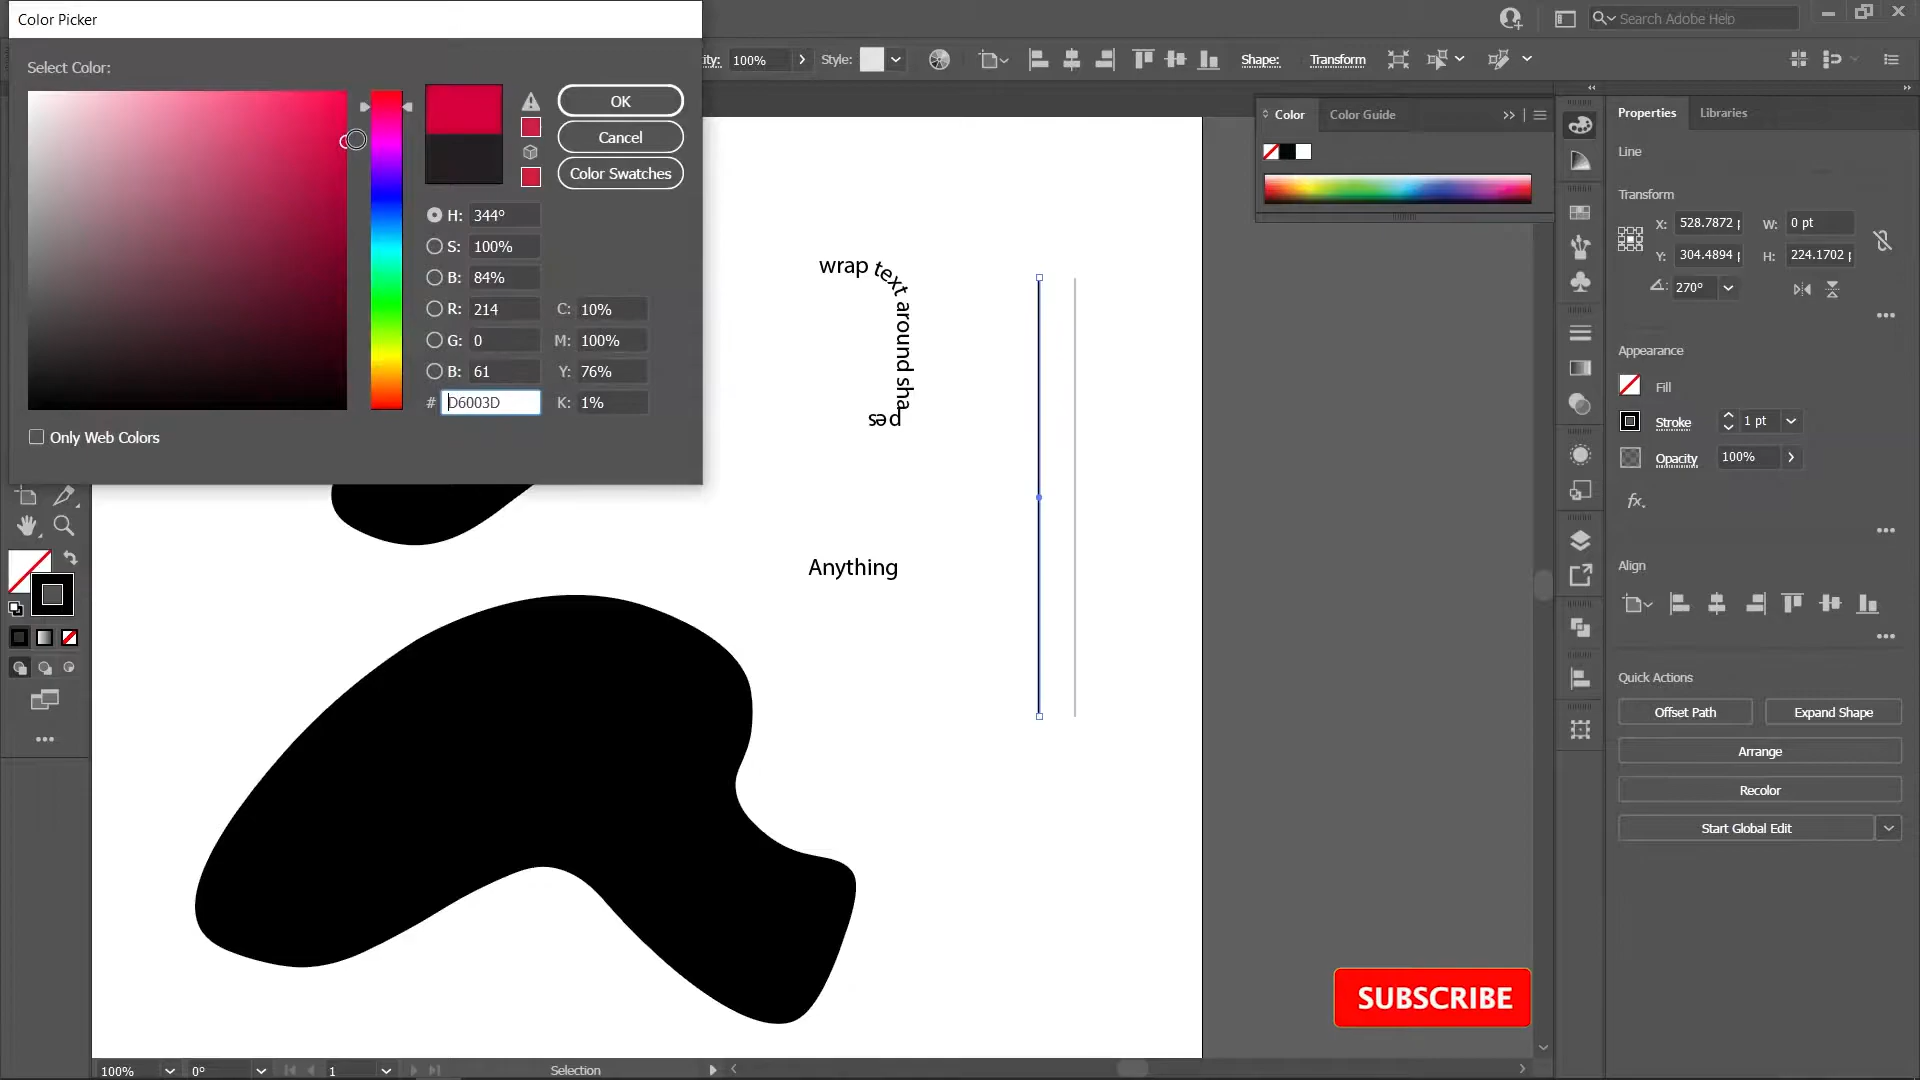 Color Picker
Search Adobe Help
Select Color:
ity: 100% Style: Shape: Transform
OK
Cancel
Color Swatches
H: 344°
S: 100%
B: 84%
R: 214 C: 10%
G: 0 M: 100%
B: 61 Y: 76%
# D6003D K: 1%
Only Web Colors
wrap text around sha
pes
Anything
Color Color Guide
Properties Libraries
Line
Transform
X: 528.7872 W: 0 pt
Y: 304.4894 H: 224.1702
270°
Appearance
Fill
Stroke 1 pt
Opacity 100%
fx.
Align
Quick Actions
Offset Path Expand Shape
Arrange
Recolor
Start Global Edit
SUBSCRIBE
100% 0° 1 Selection